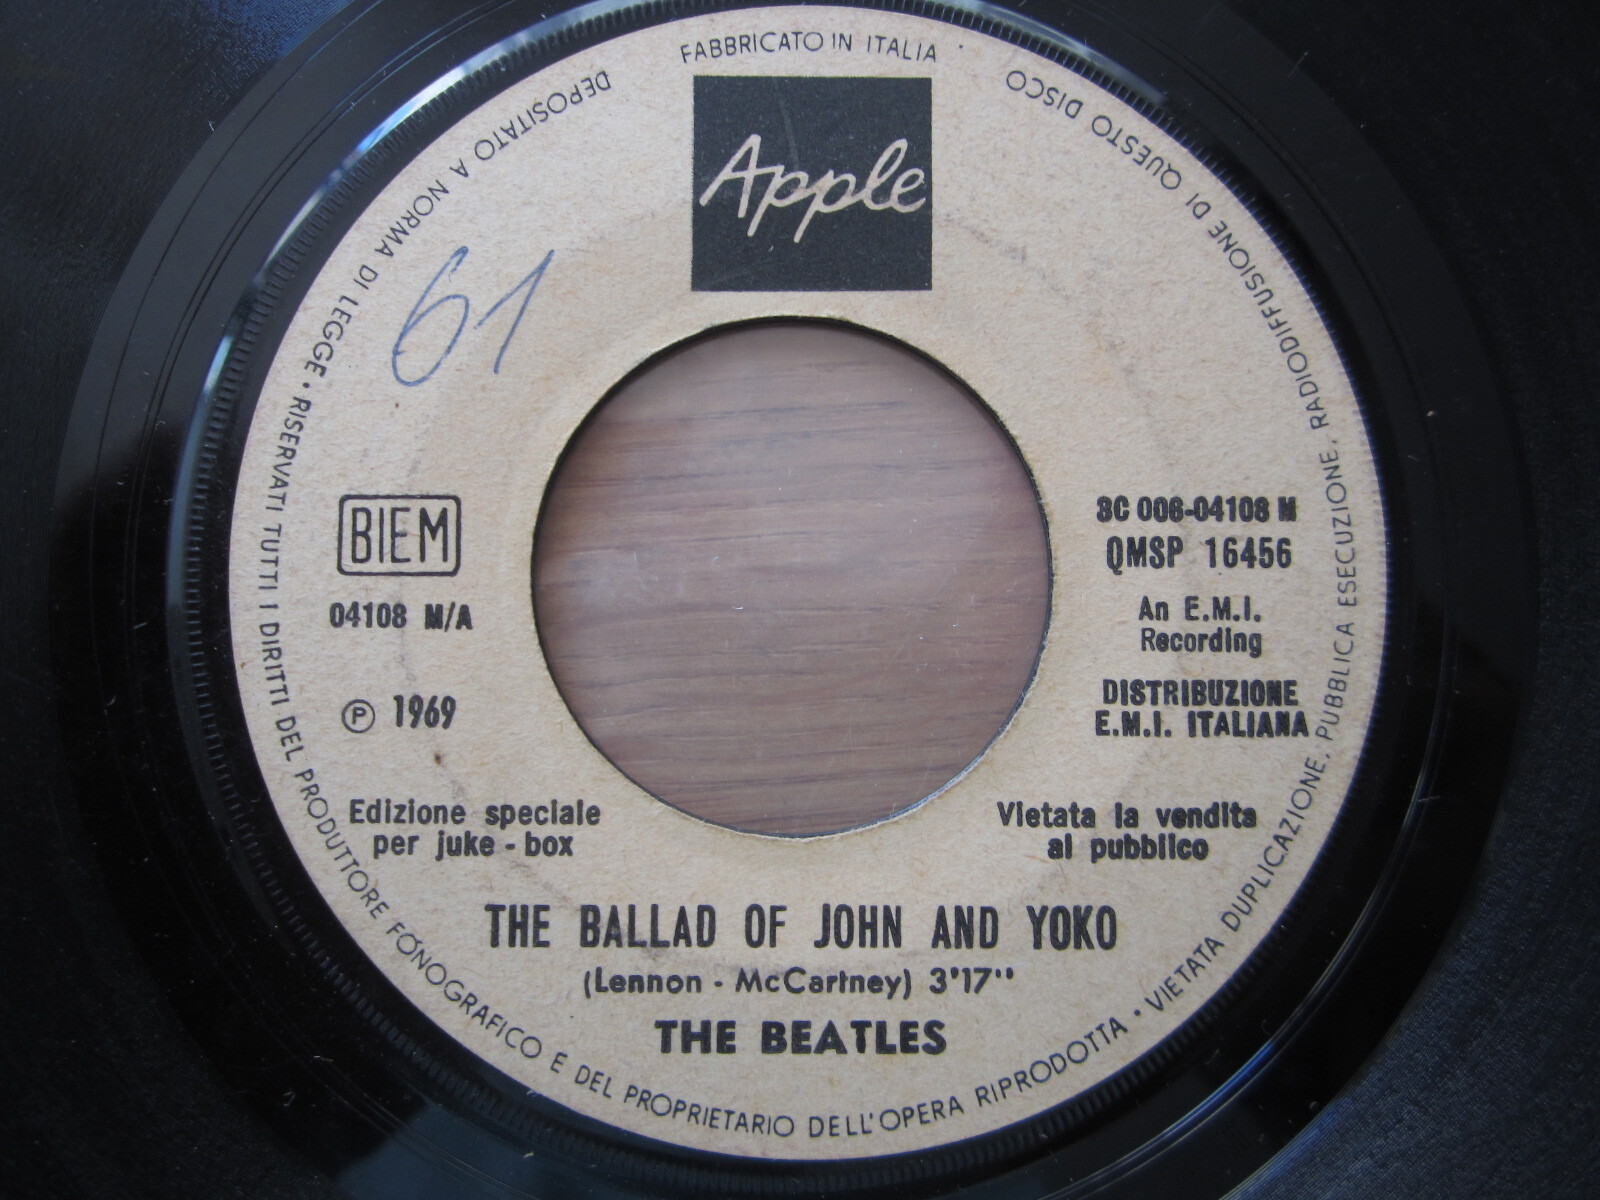 FABBRICATO IN ITALIA
DEPOSITATO A NORMA DI LEGGE • RISERVATI TUTTI I DIRITTI DEL PRODUTTORE FONOGRAFICO E DEL PROPRIETARIO DELL'OPERA RIPRODOTTA • VIETATA DUPLICAZIONE, PUBBLICA ESECUZIONE, RADIODIFFUSIONE DI QUESTO DISCO
Apple
61
BIEM
04108 M/A
℗ 1969
3C 006-04108 M
QMSP 16456
An E.M.I.
Recording
DISTRIBUZIONE
E.M.I. ITALIANA
Edizione speciale
per juke - box
Vietata la vendita
al pubblico
THE BALLAD OF JOHN AND YOKO
(Lennon - McCartney) 3'17''
THE BEATLES